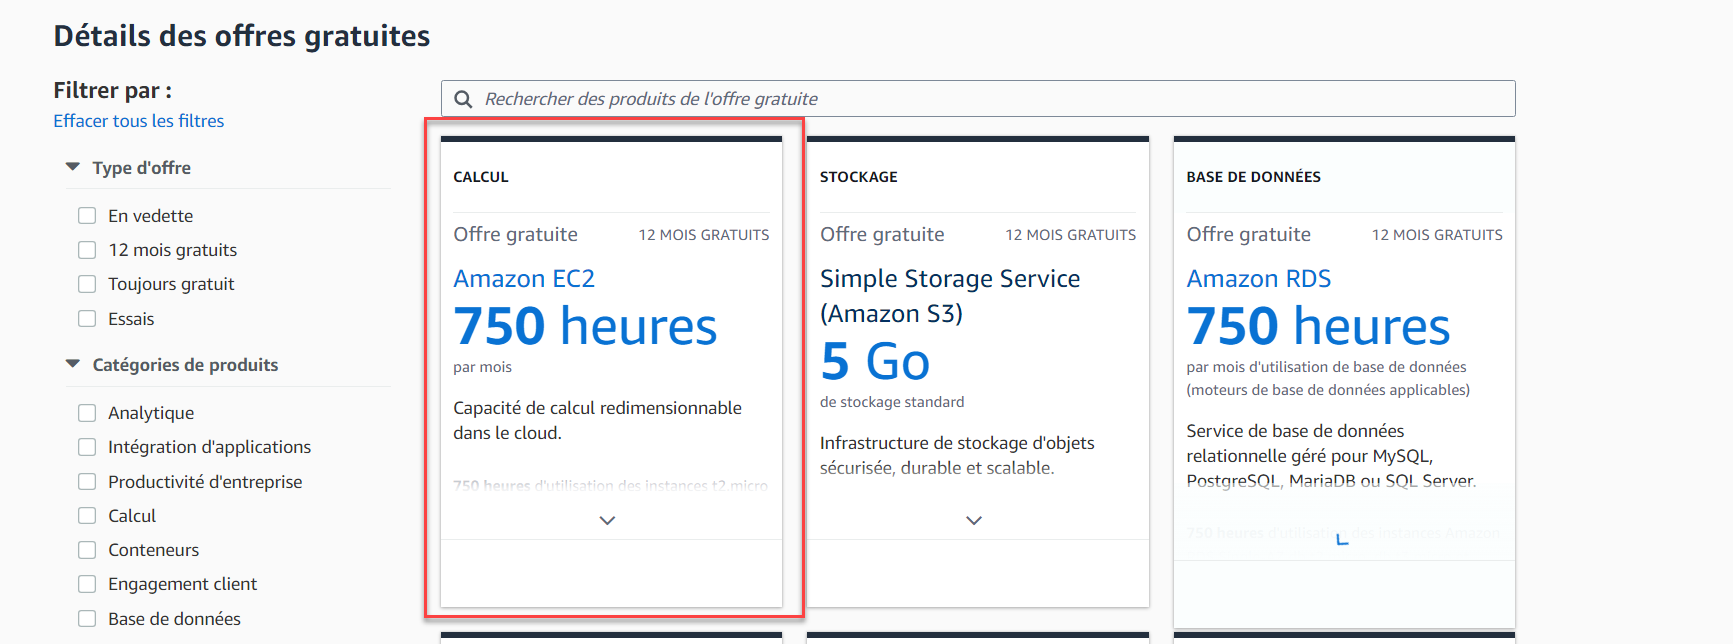 Détails des offres gratuites
Filtrer par :
Effacer tous les filtres
Type d'offre
En vedette
12 mois gratuits
Toujours gratuit
Essais
Catégories de produits
Analytique
Intégration d'applications
Productivité d'entreprise
Calcul
Conteneurs
Engagement client
Base de données
Rechercher des produits de l'offre gratuite
CALCUL
Offre gratuite 12 MOIS GRATUITS
Amazon EC2
750 heures
par mois
Capacité de calcul redimensionnable
dans le cloud.
750 heures d'utilisation des instances t2.micro
STOCKAGE
Offre gratuite 12 MOIS GRATUITS
Simple Storage Service
(Amazon S3)
5 Go
de stockage standard
Infrastructure de stockage d'objets
sécurisée, durable et scalable.
BASE DE DONNÉES
Offre gratuite 12 MOIS GRATUITS
Amazon RDS
750 heures
par mois d'utilisation de base de données
(moteurs de base de données applicables)
Service de base de données
relationnelle géré pour MySQL,
PostgreSQL, MariaDB ou SQL Server.
750 heures d'utilisation des instances Amazon